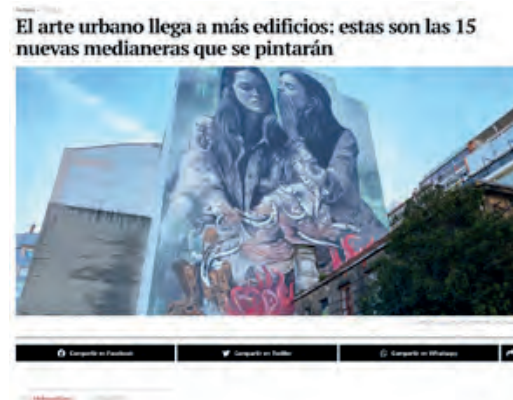 El arte urbano llega a más edificios: estas son las 15
nuevas medianeras que se pintarán
Compartir en Facebook
Compartir en Twitter
Compartir en Whatsapp